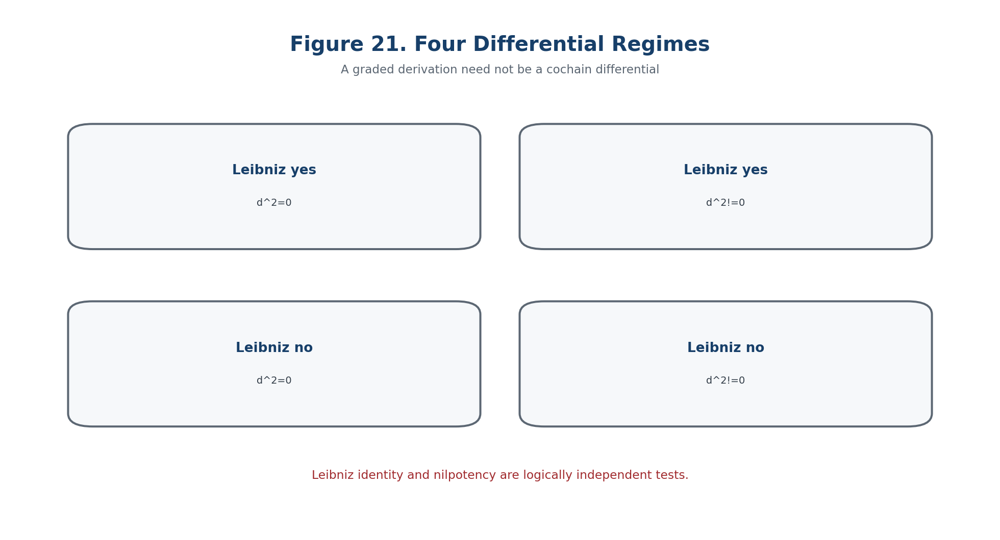 Figure 21. Four Differential Regimes
A graded derivation need not be a cochain differential
Leibniz yes
d^2=0
Leibniz yes
d^2!=0
Leibniz no
d^2=0
Leibniz no
d^2!=0
Leibniz identity and nilpotency are logically independent tests.